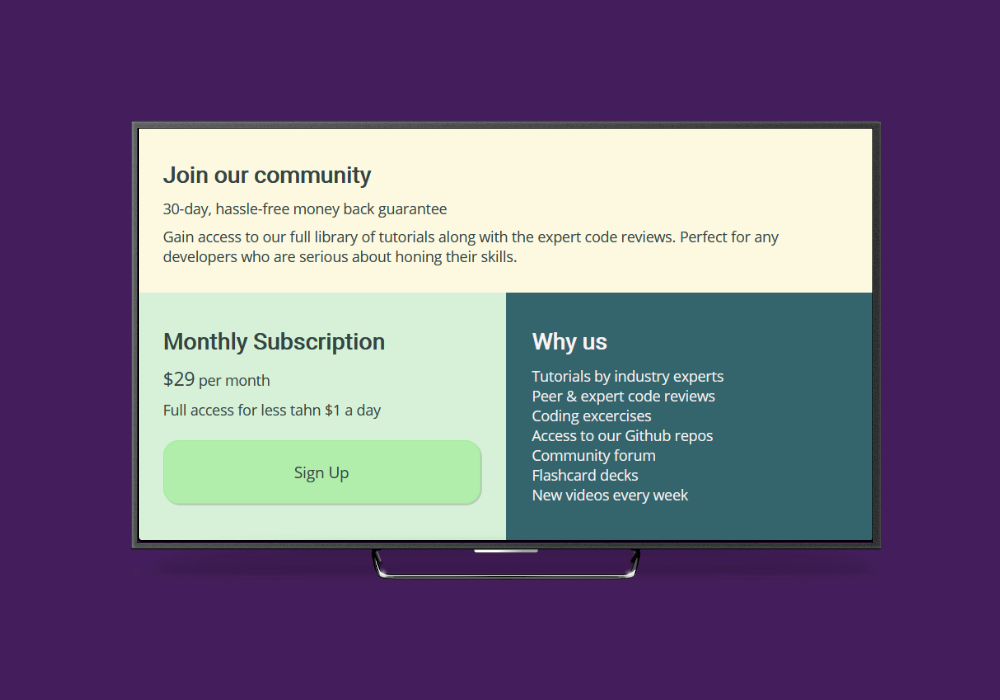 Join our community
30-day, hassle-free money back guarantee
Gain access to our full library of tutorials along with the expert code reviews. Perfect for any
developers who are serious about honing their skills.
Monthly Subscription
$29 per month
Full access for less tahn $1 a day
Sign Up
Why us
Tutorials by industry experts
Peer & expert code reviews
Coding excercises
Access to our Github repos
Community forum
Flashcard decks
New videos every week